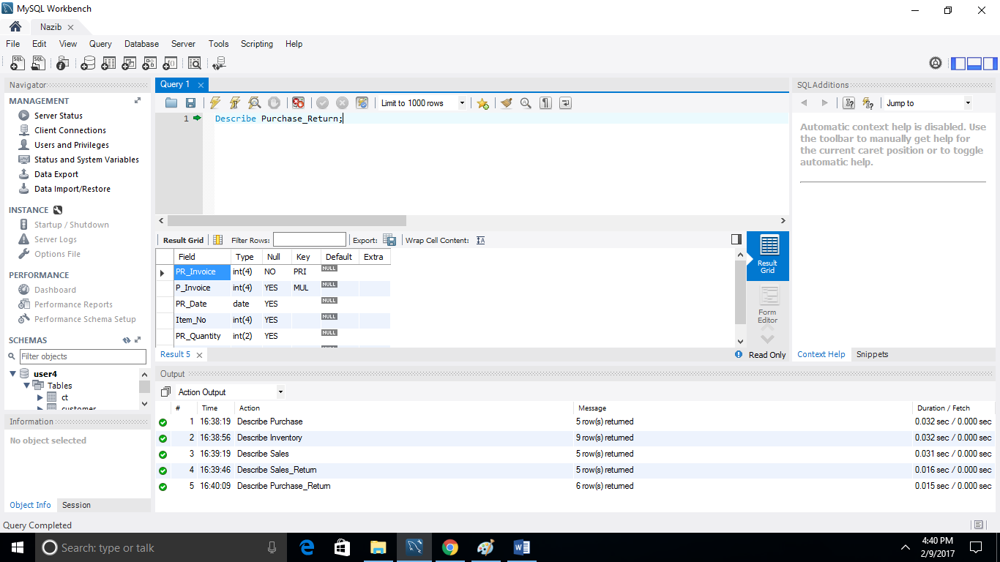 MySQL Workbench
Nazib
File Edit View Query Database Server Tools Scripting Help
Navigator
MANAGEMENT
Server Status
Client Connections
Users and Privileges
Status and System Variables
Data Export
Data Import/Restore
INSTANCE
Startup / Shutdown
Server Logs
Options File
PERFORMANCE
Dashboard
Performance Reports
Performance Schema Setup
SCHEMAS
Filter objects
user4
Tables
ct
customer
Information
No object selected
Object Info Session
Query Completed
Query 1
Limit to 1000 rows
1 Describe Purchase_Return;
Result Grid Filter Rows: Export: Wrap Cell Content:
Field Type Null Key Default Extra
PR_Invoice int(4) NO PRI NULL
P_Invoice int(4) YES MUL NULL
PR_Date date YES NULL
Item_No int(4) YES NULL
PR_Quantity int(2) YES NULL
Result
Grid
Form
Editor
Result 5
Read Only
SQLAdditions
Jump to
Automatic context help is disabled. Use
the toolbar to manually get help for
the current caret position or to toggle
automatic help.
Context Help Snippets
Output
Action Output
# Time Action Message Duration / Fetch
1 16:38:19 Describe Purchase 5 row(s) returned 0.032 sec / 0.000 sec
2 16:38:56 Describe Inventory 9 row(s) returned 0.032 sec / 0.000 sec
3 16:39:19 Describe Sales 5 row(s) returned 0.031 sec / 0.000 sec
4 16:39:46 Describe Sales_Return 5 row(s) returned 0.016 sec / 0.000 sec
5 16:40:09 Describe Purchase_Return 6 row(s) returned 0.015 sec / 0.000 sec
Search: type or talk
4:40 PM
2/9/2017